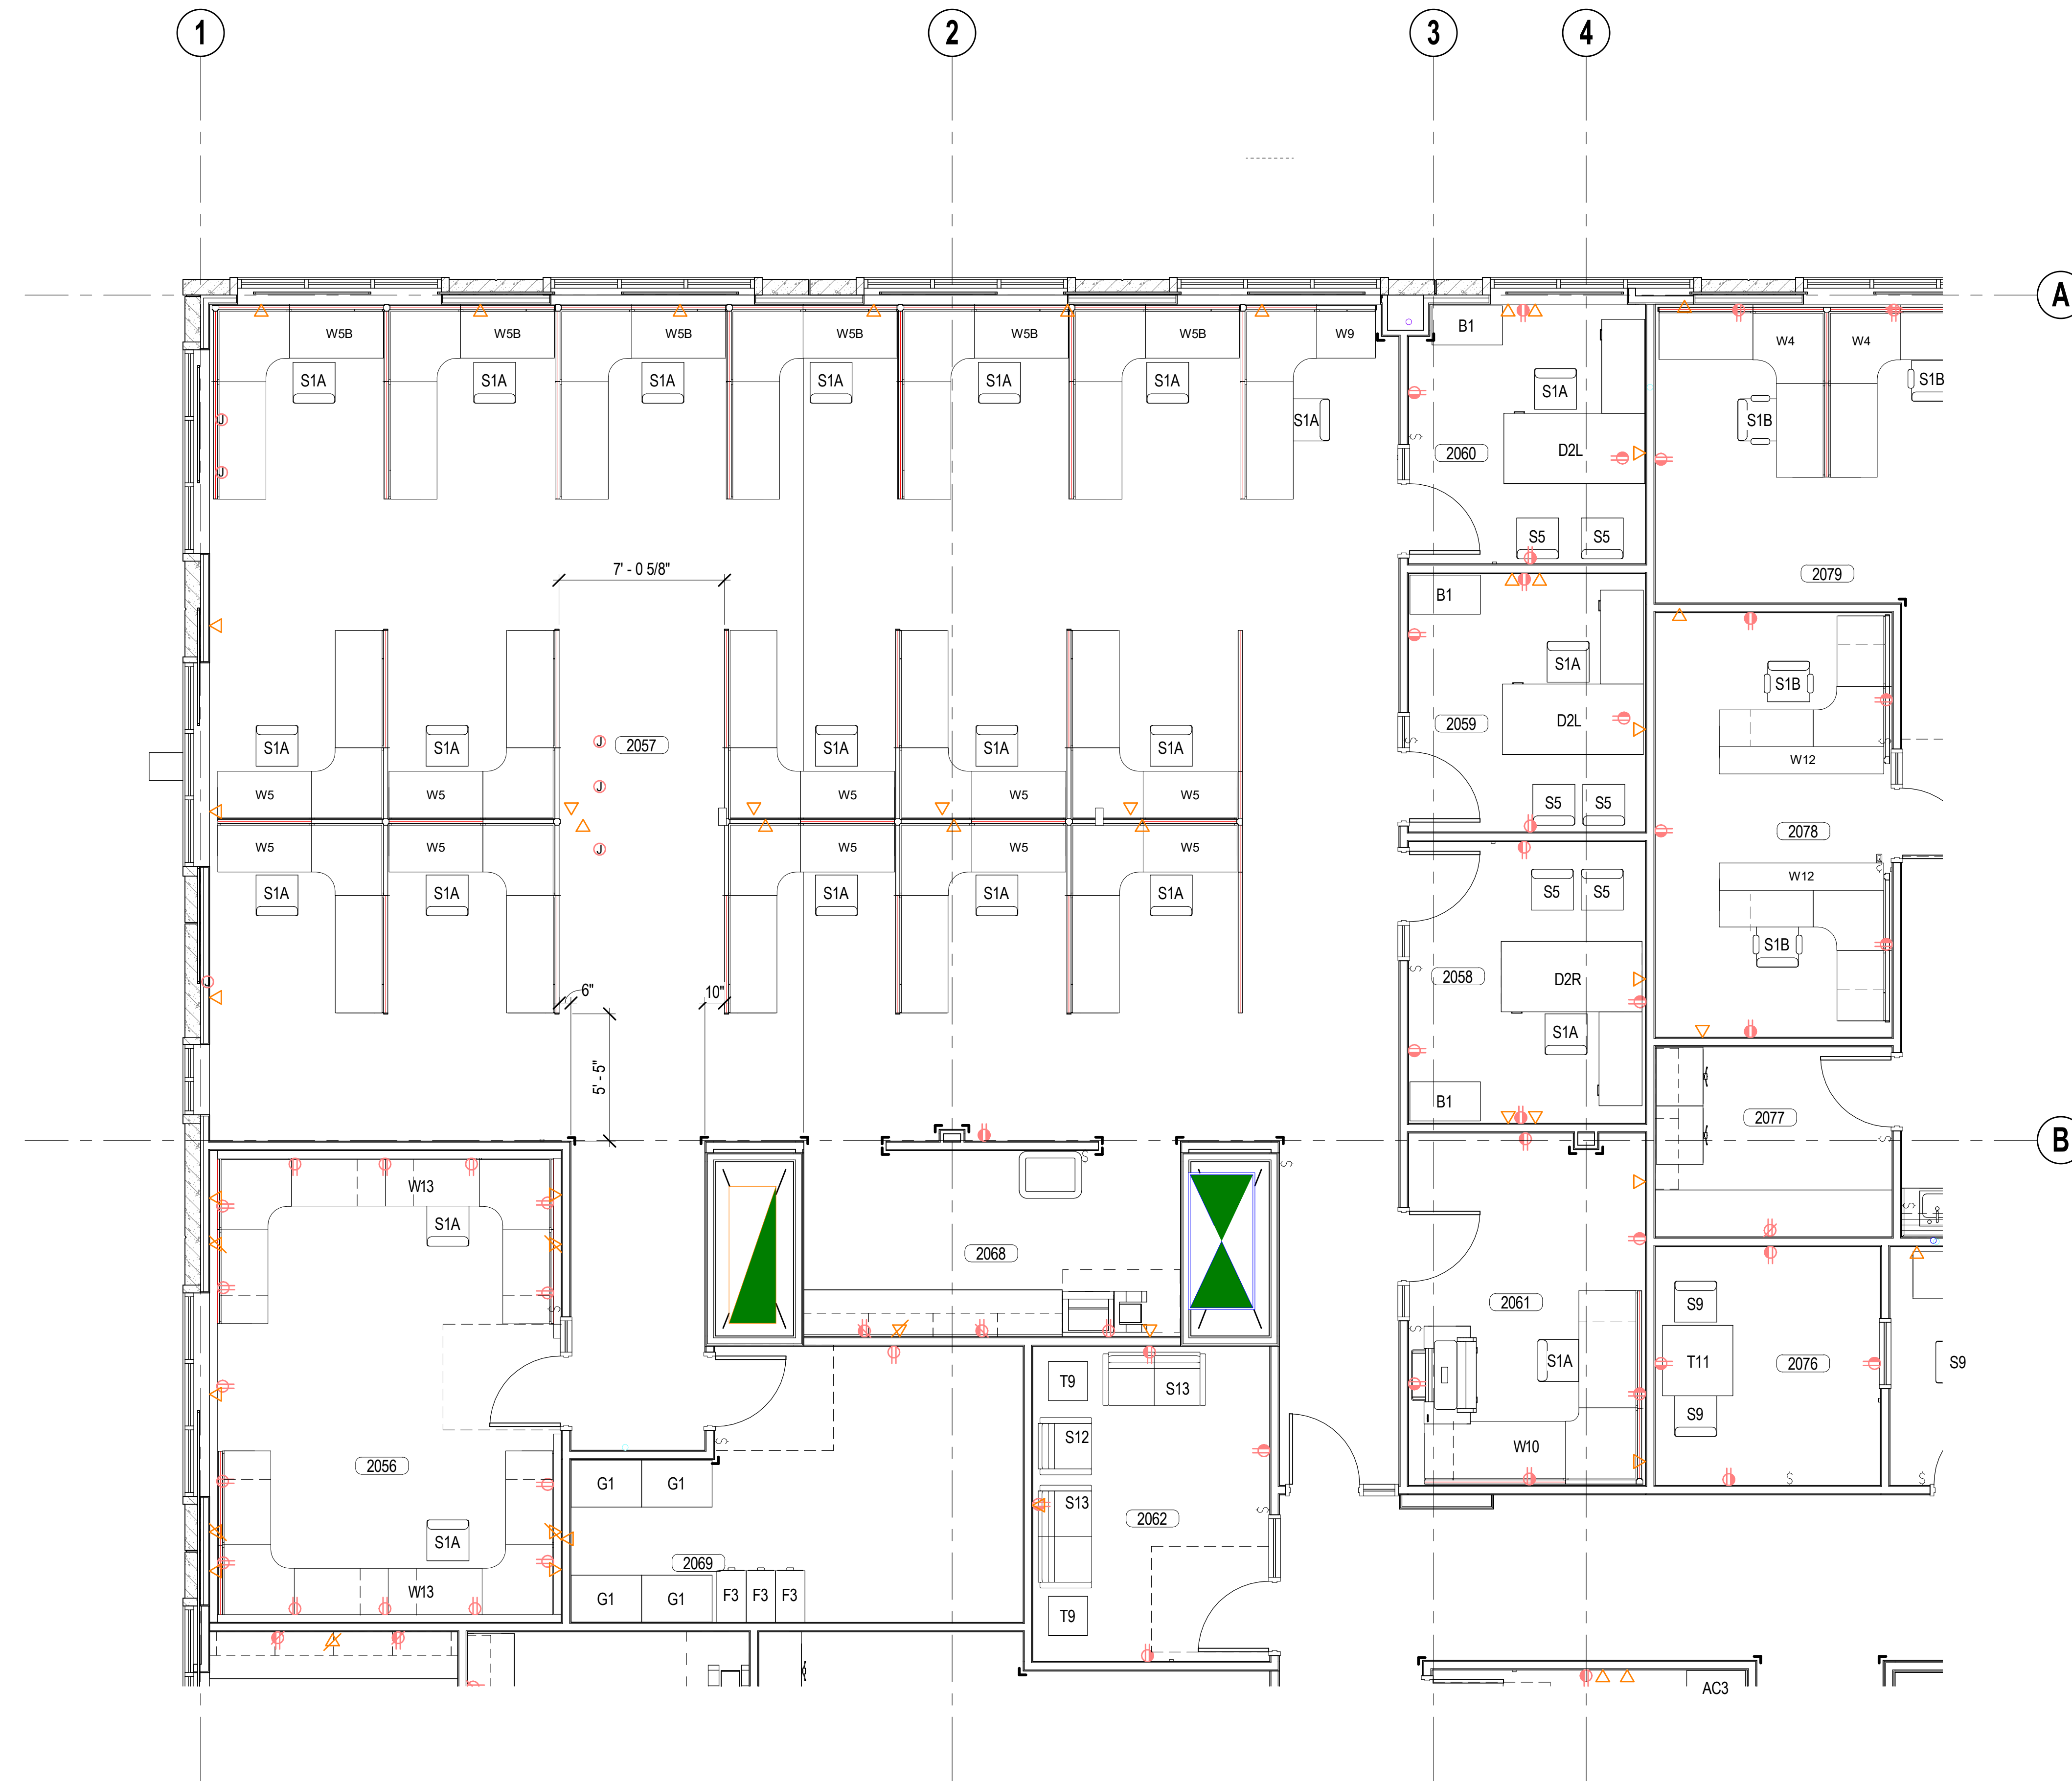 1 2 3 4
A
W5B W5B W5B W5B W5B W5B W9 B1 W4 W4
S1A S1A S1A S1A S1A S1A S1A S1B
S1A S1B
J
2060 D2L
J
S5 S5
7' - 0 5/8" 2079
B1
S1A S1B
2059 D2L
S1A S1A J 2057 S1A S1A S1A
W12
J
W5 W5 W5 W5 W5 S5 S5
2078
W5 W5 J W5 W5 W5
W12
S1A S1A S1A S1A S1A S5 S5
S1B
J 6" 10" 2058 D2R
S1A
5' - 5"
B1 2077
B
W13
S1A
2068
2061 S9
T9 S13 S1A T11 2076 S9
S12 S9
2056 W10
G1 G1 S13
2062
S1A 2069
W13 G1 G1 F3 F3 F3 T9
AC3